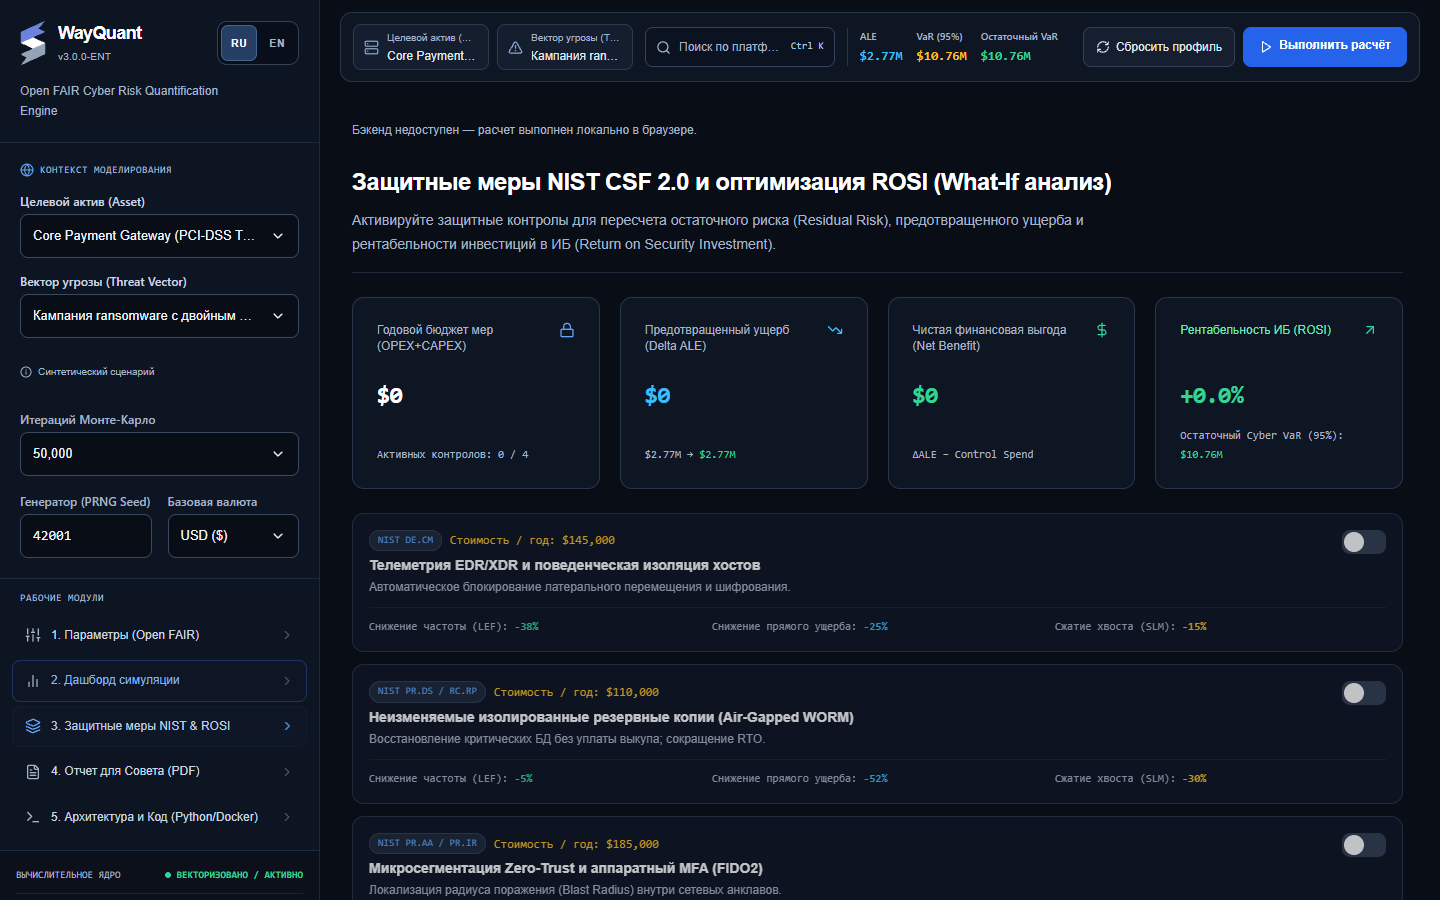 WayQuant
v3.0.0-ENT
RU EN
Open FAIR Cyber Risk Quantification
Engine
КОНТЕКСТ МОДЕЛИРОВАНИЯ
Целевой актив (Asset)
Core Payment Gateway (PCI-DSS T...
Вектор угрозы (Threat Vector)
Кампания ransomware с двойным ...
Синтетический сценарий
Итераций Монте-Карло
50,000
Генератор (PRNG Seed) Базовая валюта
42001 USD ($)
РАБОЧИЕ МОДУЛИ
1. Параметры (Open FAIR)
2. Дашборд симуляции
3. Защитные меры NIST & ROSI
4. Отчет для Совета (PDF)
5. Архитектура и Код (Python/Docker)
ВЫЧИСЛИТЕЛЬНОЕ ЯДРО ВЕКТОРИЗОВАНО / АКТИВНО
Целевой актив (...
Core Payment...
Вектор угрозы (Т...
Кампания ran...
Поиск по платф... Ctrl K
ALE VaR (95%) Остаточный VaR
$2.77M $10.76M $10.76M
Сбросить профиль
Выполнить расчёт
Бэкенд недоступен — расчет выполнен локально в браузере.
Защитные меры NIST CSF 2.0 и оптимизация ROSI (What-If анализ)
Активируйте защитные контролы для пересчета остаточного риска (Residual Risk), предотвращенного ущерба и
рентабельности инвестиций в ИБ (Return on Security Investment).
Годовой бюджет мер
(OPEX+CAPEX)
$0
Активных контролов: 0 / 4
Предотвращенный ущерб
(Delta ALE)
$0
$2.77M → $2.77M
Чистая финансовая выгода
(Net Benefit)
$0
ΔALE − Control Spend
Рентабельность ИБ (ROSI)
+0.0%
Остаточный Cyber VaR (95%):
$10.76M
NIST DE.CM Стоимость / год: $145,000
Телеметрия EDR/XDR и поведенческая изоляция хостов
Автоматическое блокирование латерального перемещения и шифрования.
Снижение частоты (LEF): -38% Снижение прямого ущерба: -25% Сжатие хвоста (SLM): -15%
NIST PR.DS / RC.RP Стоимость / год: $110,000
Неизменяемые изолированные резервные копии (Air-Gapped WORM)
Восстановление критических БД без уплаты выкупа; сокращение RTO.
Снижение частоты (LEF): -5% Снижение прямого ущерба: -52% Сжатие хвоста (SLM): -30%
NIST PR.AA / PR.IR Стоимость / год: $185,000
Микросегментация Zero-Trust и аппаратный MFA (FIDO2)
Локализация радиуса поражения (Blast Radius) внутри сетевых анклавов.